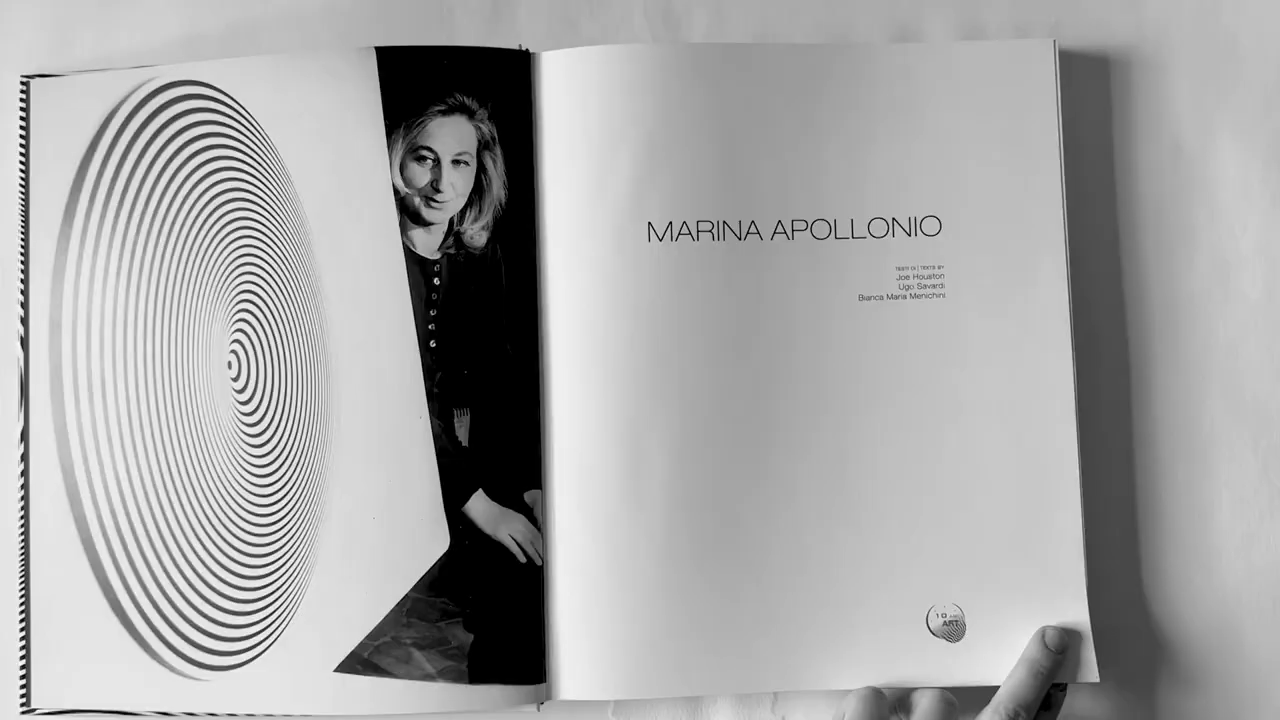 MARINA APOLLONIO
TESTI DI | TEXTS BY
Joe Houston
Ugo Savardi
Bianca Maria Menichini
10 A.M.
ART